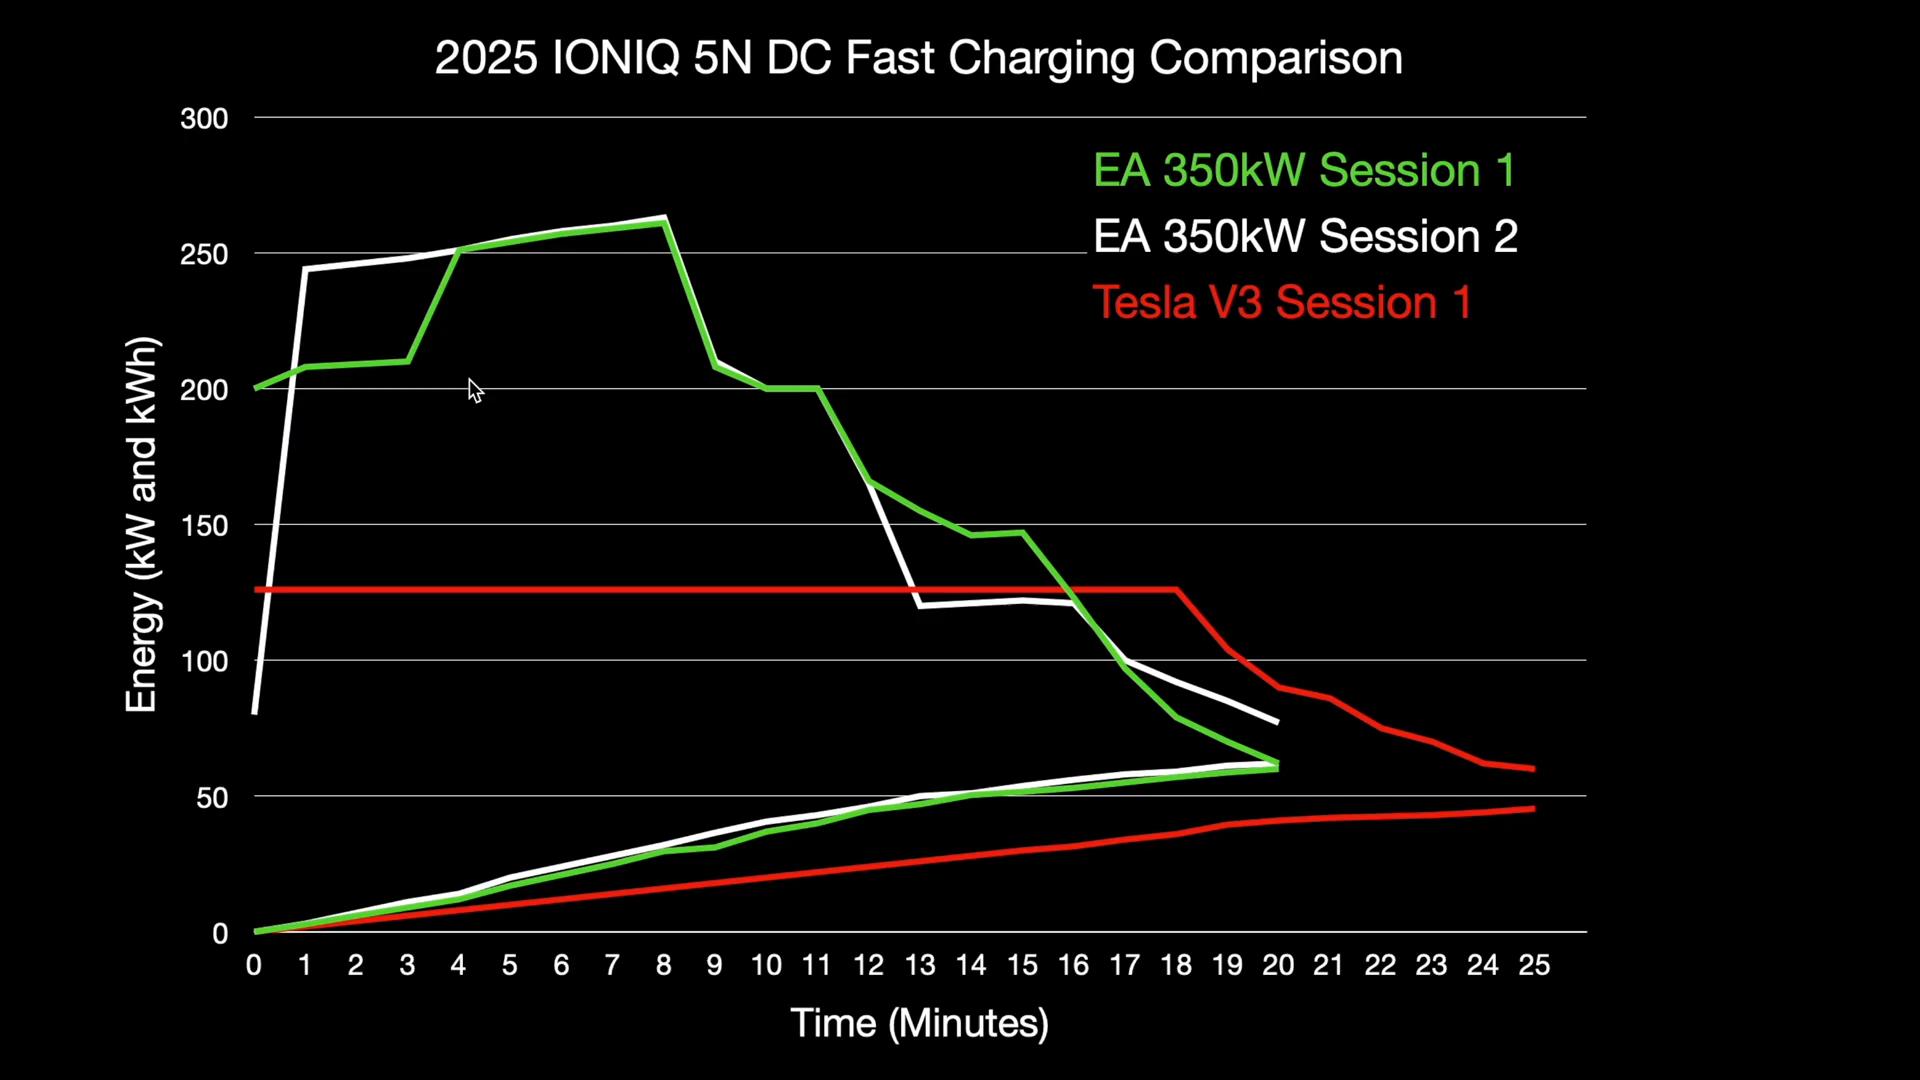 2025 IONIQ 5N DC Fast Charging Comparison
300
250
200
150
100
50
0
Energy (kW and kWh)
EA 350kW Session 1
EA 350kW Session 2
Tesla V3 Session 1
0 1 2 3 4 5 6 7 8 9 10 11 12 13 14 15 16 17 18 19 20 21 22 23 24 25
Time (Minutes)